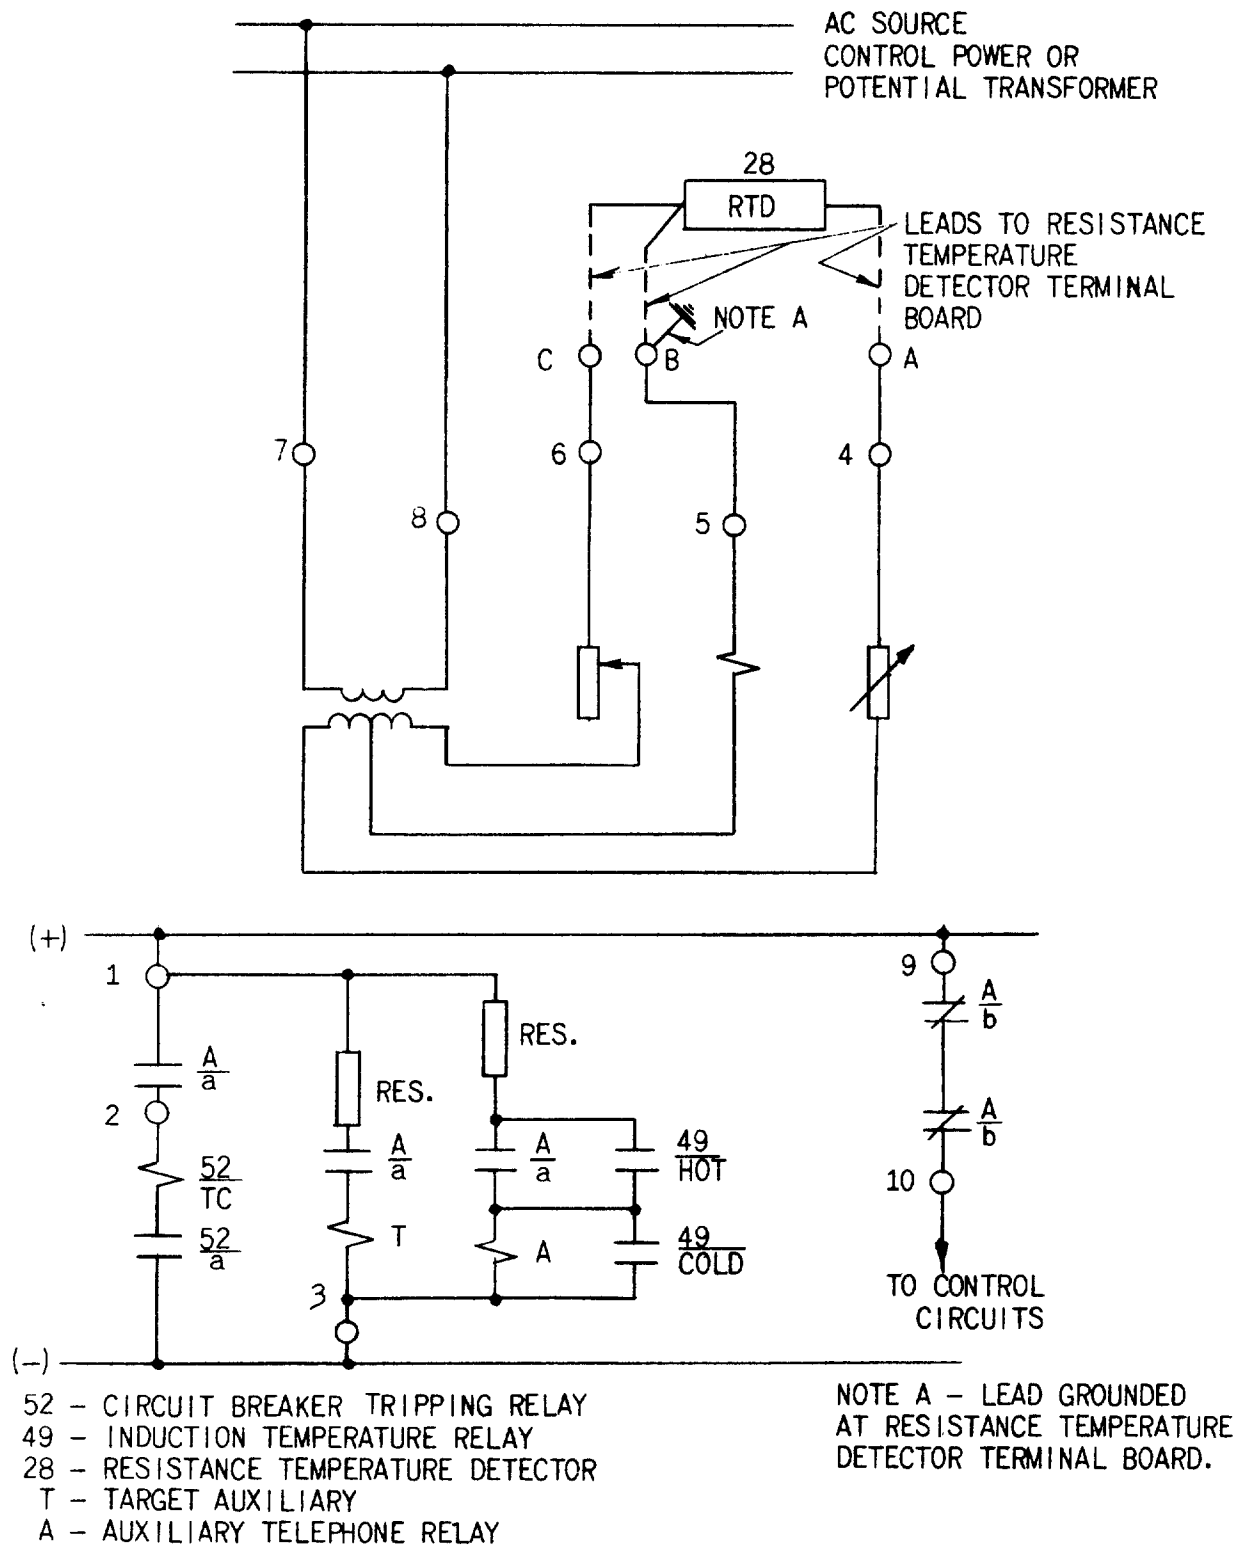 AC SOURCE
CONTROL POWER OR
POTENTIAL TRANSFORMER
28
RTD
LEADS TO RESISTANCE
TEMPERATURE
DETECTOR TERMINAL
BOARD
NOTE A
C
B
A
7
6
4
8
5
(+)
1
9
A
b
RES.
A
a
RES.
2
A
a
A
a
49
HOT
A
b
52
TC
10
T
A
52
a
49
COLD
3
TO CONTROL
CIRCUITS
(-)
52 - CIRCUIT BREAKER TRIPPING RELAY
49 - INDUCTION TEMPERATURE RELAY
28 - RESISTANCE TEMPERATURE DETECTOR
T - TARGET AUXILIARY
A - AUXILIARY TELEPHONE RELAY
NOTE A - LEAD GROUNDED
AT RESISTANCE TEMPERATURE
DETECTOR TERMINAL BOARD.